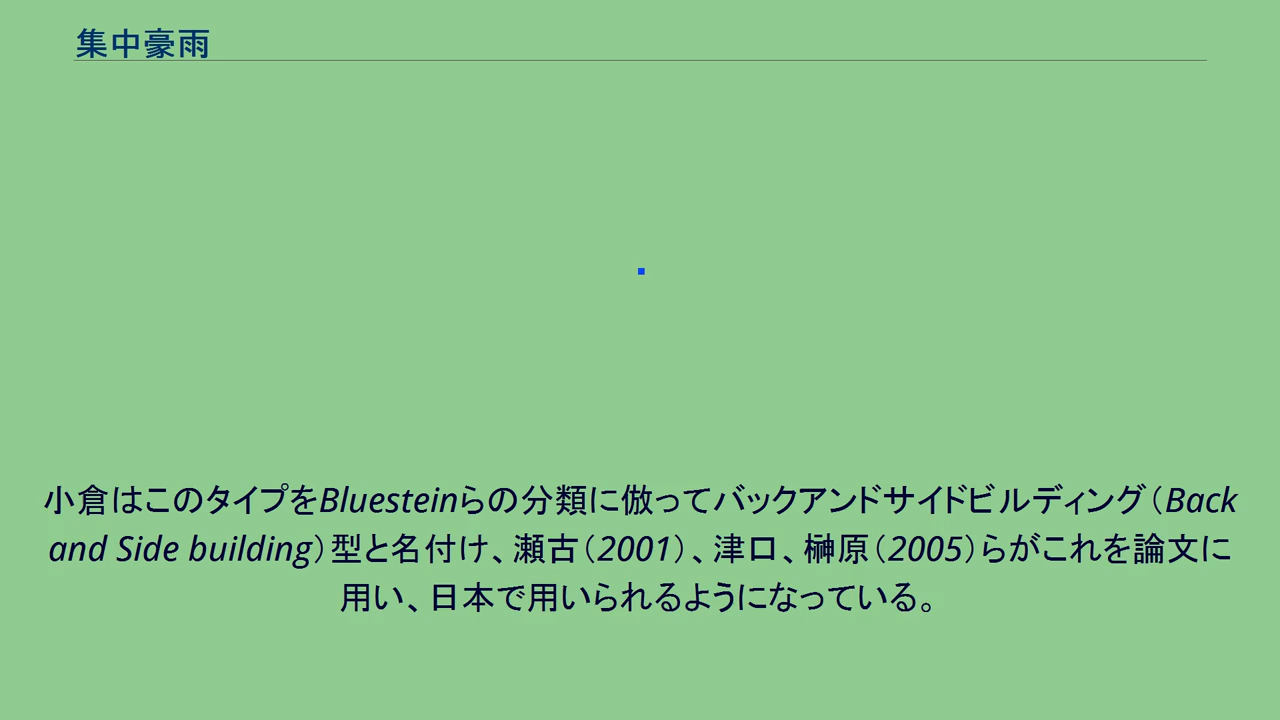 集中豪雨
小倉はこのタイプをBluesteinらの分類に倣ってバックアンドサイドビルディング（Back
and Side building）型と名付け、瀬古（2001）、津口、榊原（2005）らがこれを論文に
用い、日本で用いられるようになっている。